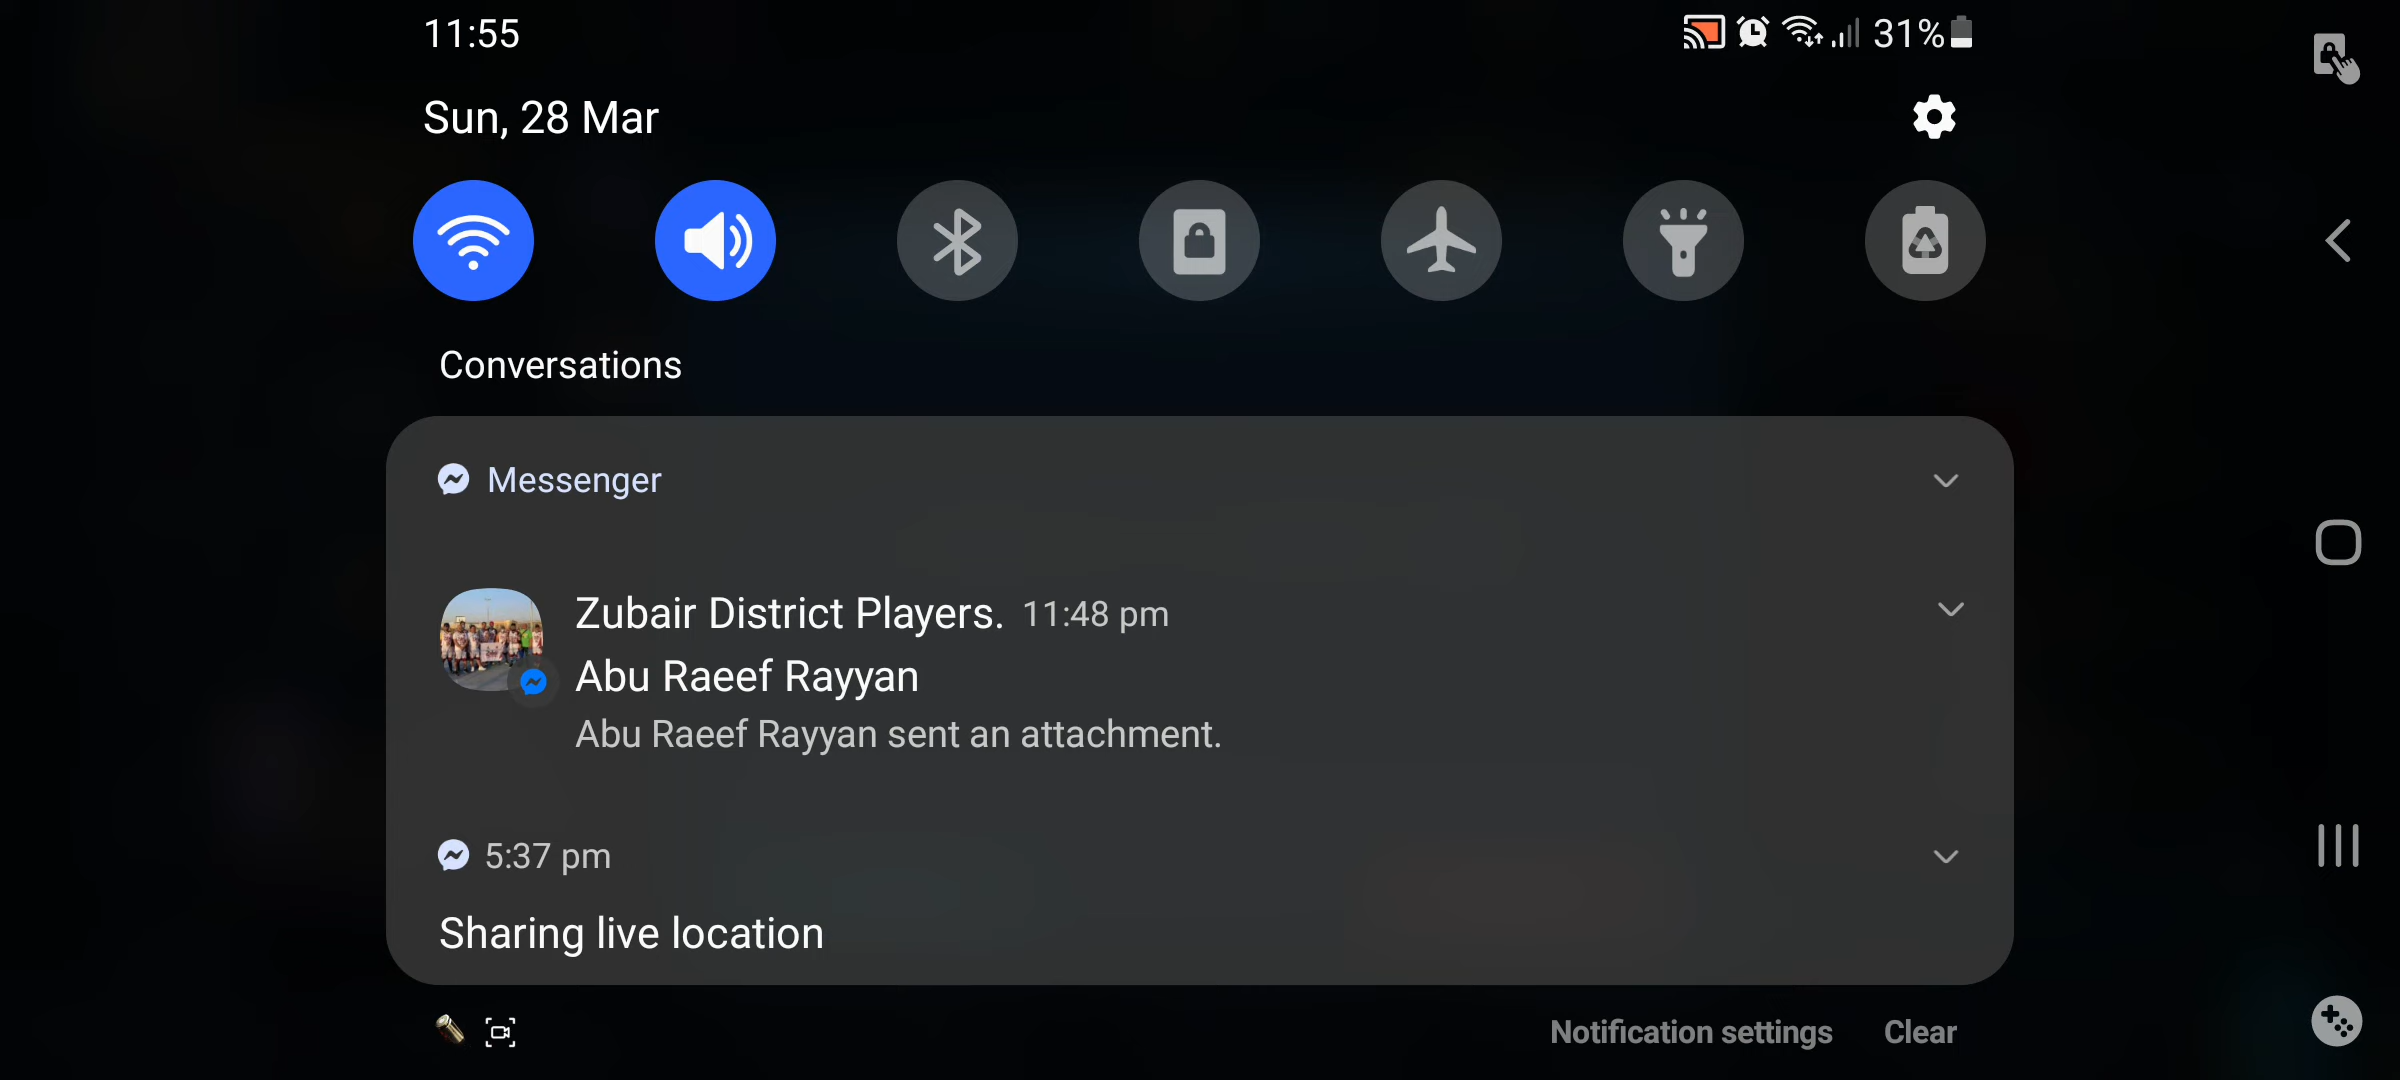 11:55
31%
Sun, 28 Mar
Conversations
Messenger
Zubair District Players. 11:48 pm
Abu Raeef Rayyan
Abu Raeef Rayyan sent an attachment.
5:37 pm
Sharing live location
Notification settings
Clear